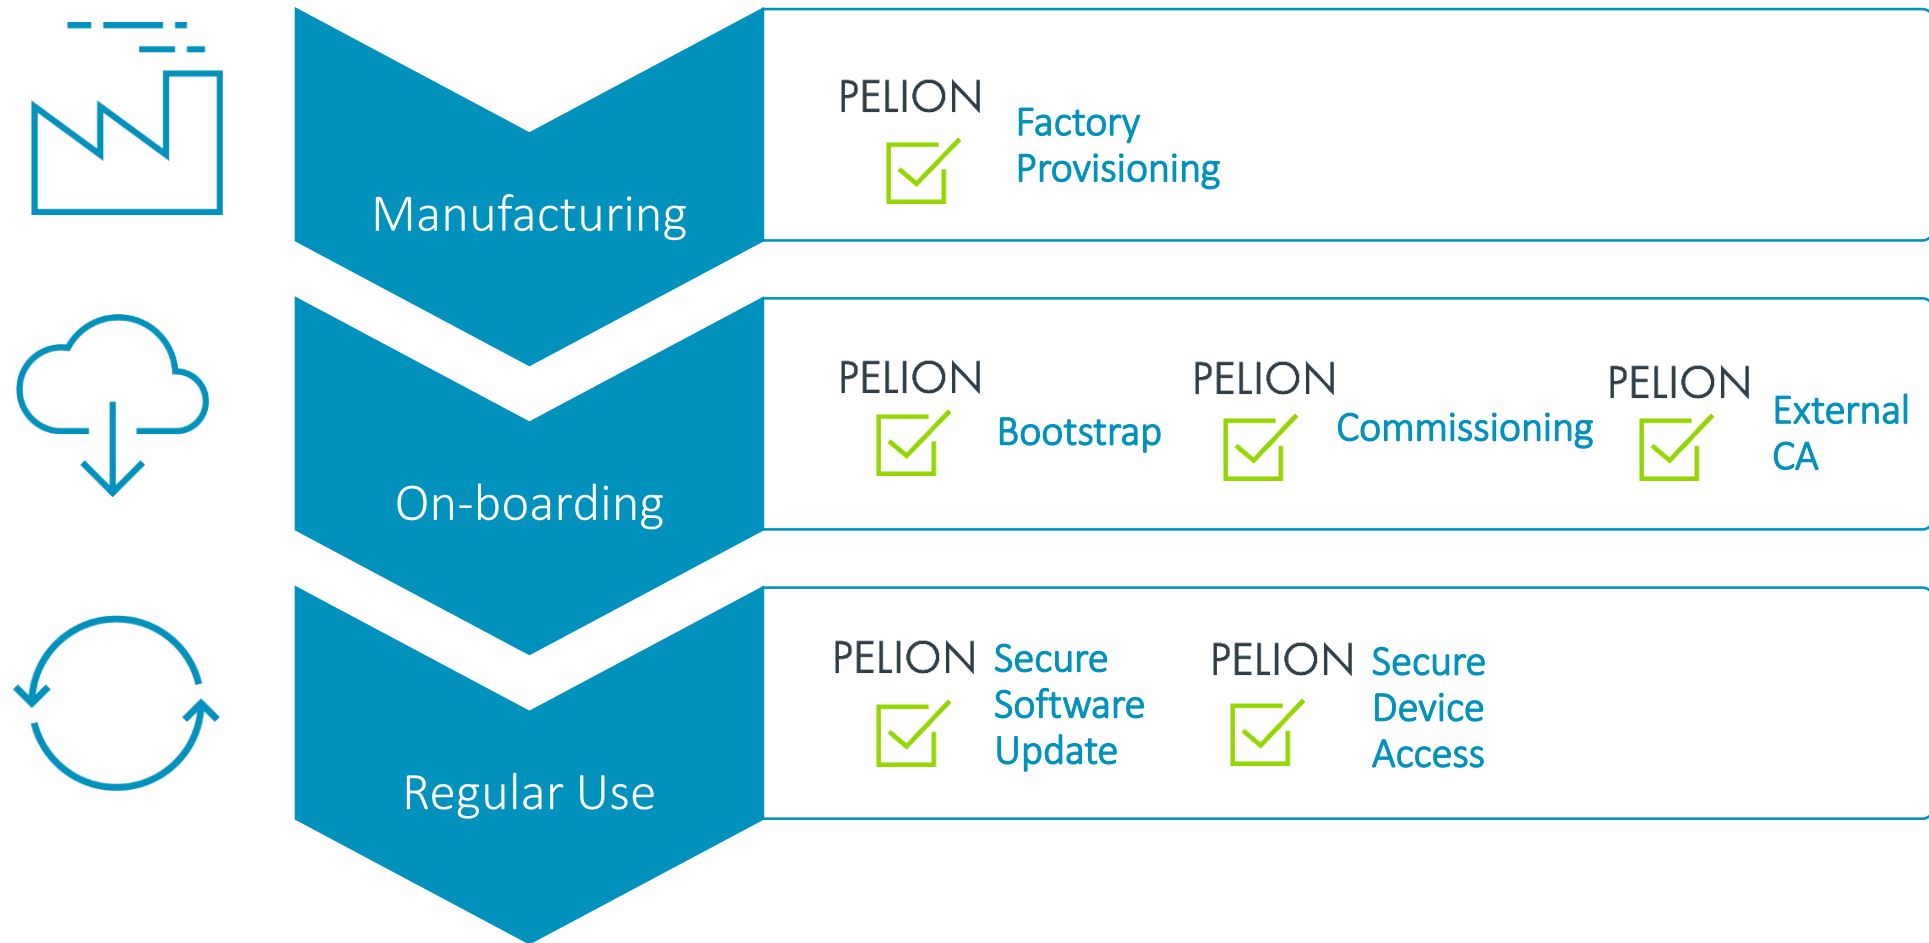 Manufacturing
PELION
Factory
Provisioning
On-boarding
PELION
Bootstrap
PELION
Commissioning
PELION
External
CA
Regular Use
PELION
Secure
Software
Update
PELION
Secure
Device
Access